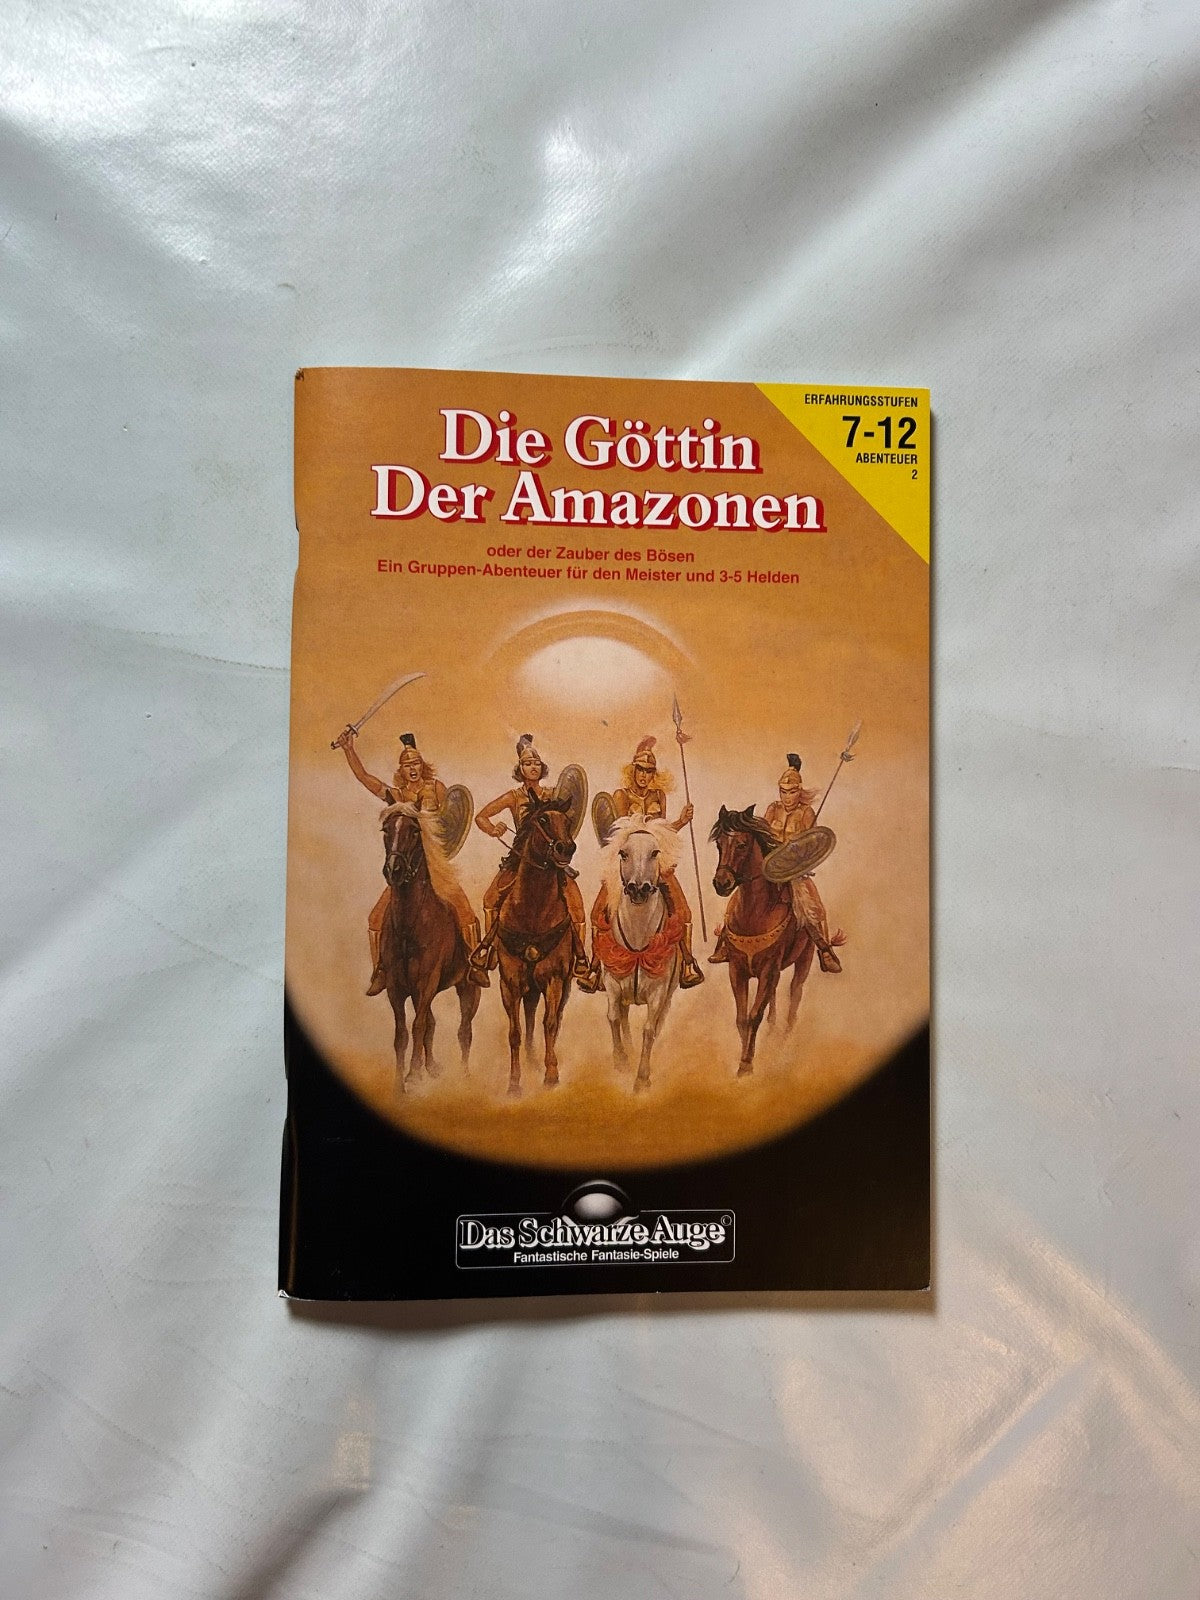 ERFAHRUNGSSTUFEN
7-12
ABENTEUER
2
Die Göttin
Der Amazonen
oder der Zauber des Bösen
Ein Gruppen-Abenteuer für den Meister und 3-5 Helden
Das Schwarze Auge©
Fantastische Fantasie-Spiele